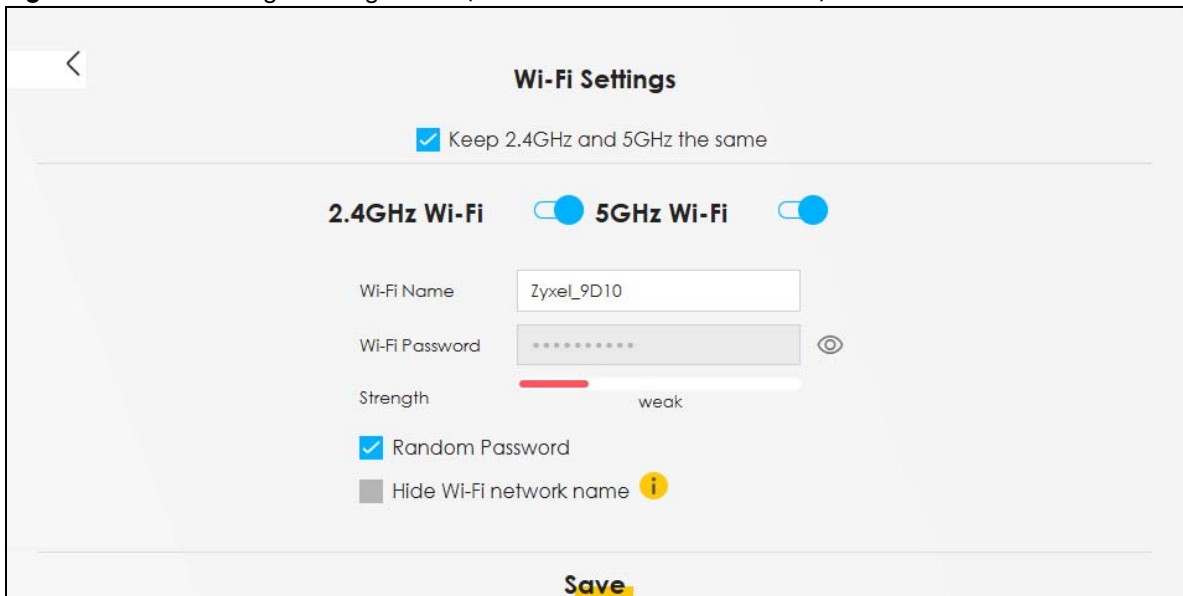 Wi-Fi Settings
Keep 2.4GHz and 5GHz the same
2.4GHz Wi-Fi 5GHz Wi-Fi
Wi-Fi Name Zyxel_9D10
Wi-Fi Password ••••••••••
Strength weak
Random Password
Hide Wi-Fi network name i
Save